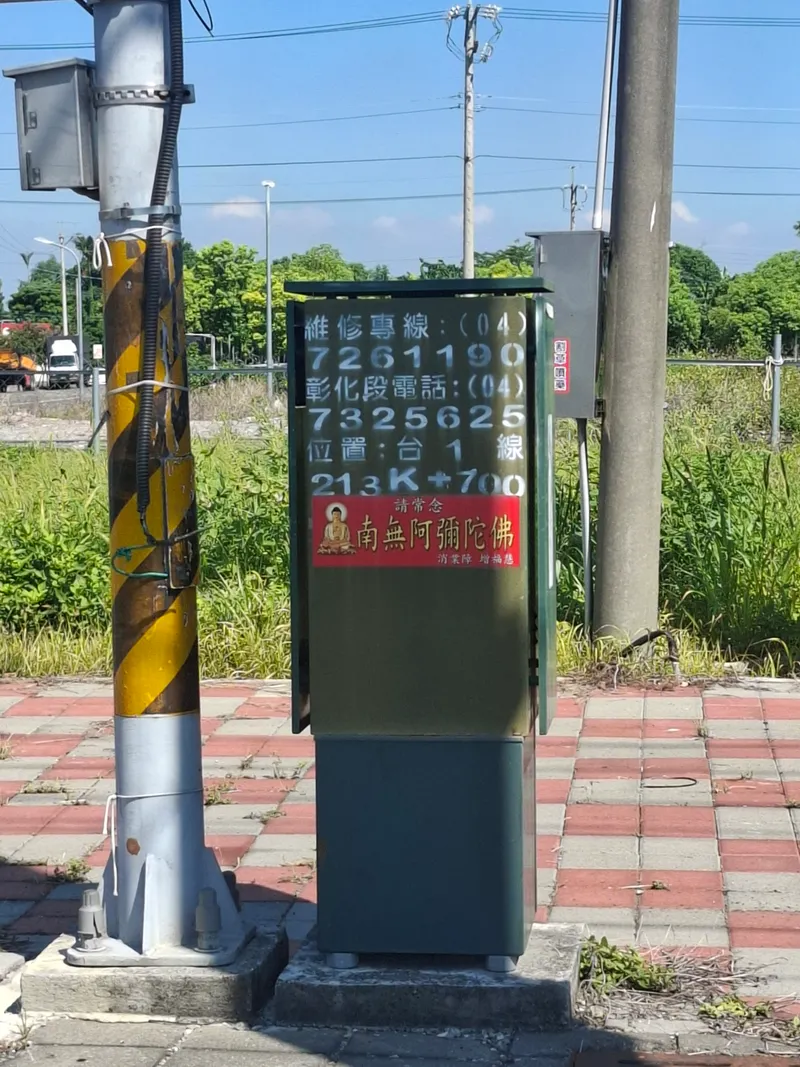 維修專線:(04)
7261190
彰化段電話:(04)
7325625
位置:台1線
213K+700
請常念
南無阿彌陀佛
消業障 增福慧